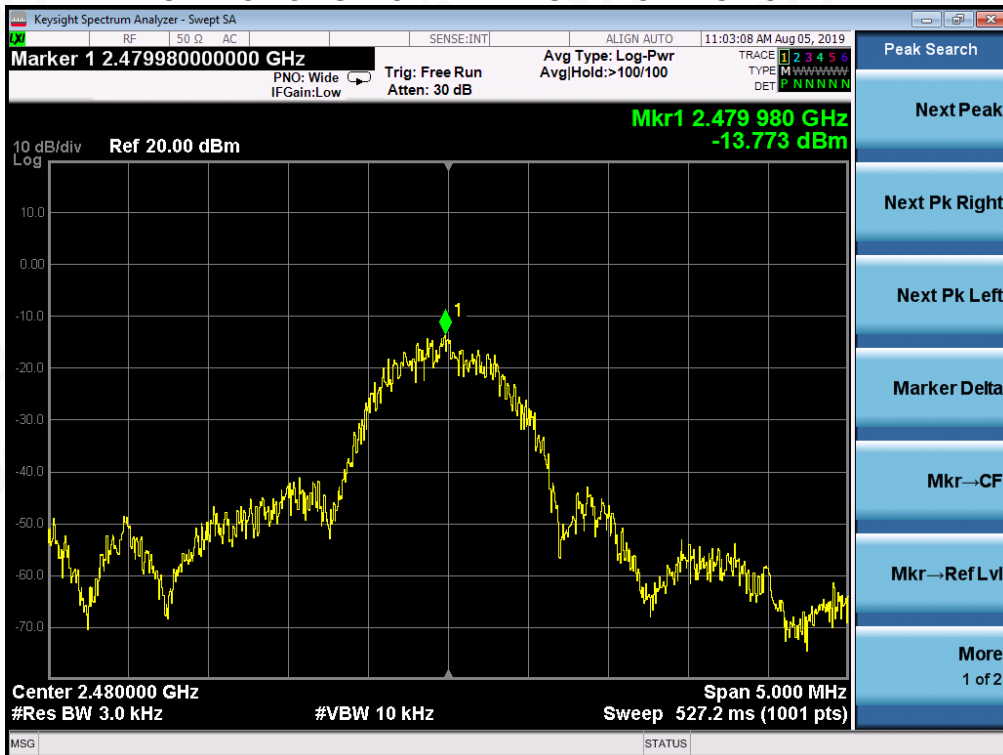 Keysight Spectrum Analyzer - Swept SA
LXI RF 50 Ω AC SENSE:INT ALIGN AUTO 11:03:08 AM Aug 05, 2019
Marker 1 2.479980000000 GHz
PNO: Wide
IFGain:Low
Trig: Free Run
Atten: 30 dB
Avg Type: Log-Pwr
Avg|Hold:>100/100
TRACE 1 2 3 4 5 6
TYPE M WWWWW
DET P N N N N N
Mkr1 2.479 980 GHz
-13.773 dBm
10 dB/div Ref 20.00 dBm
Log
10.0
0.00
-10.0
-20.0
-30.0
-40.0
-50.0
-60.0
-70.0
1
Center 2.480000 GHz Span 5.000 MHz
#Res BW 3.0 kHz #VBW 10 kHz Sweep 527.2 ms (1001 pts)
MSG STATUS
Peak Search
Next Peak
Next Pk Right
Next Pk Left
Marker Delta
Mkr→CF
Mkr→Ref Lvl
More
1 of 2